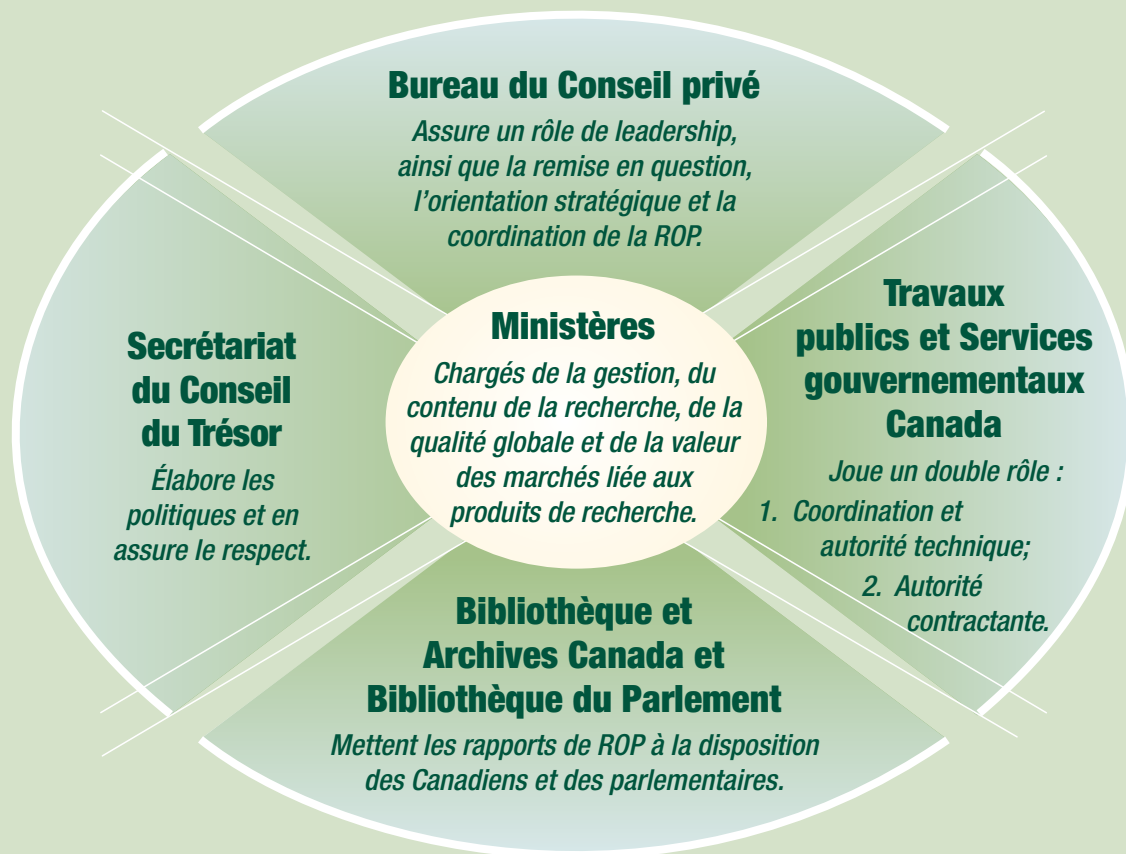 Bureau du Conseil privé
Assure un rôle de leadership,
ainsi que la remise en question,
l’orientation stratégique et la
coordination de la ROP.
Secrétariat
du Conseil
du Trésor
Élabore les
politiques et en
assure le respect.
Ministères
Chargés de la gestion, du
contenu de la recherche, de la
qualité globale et de la valeur
des marchés liée aux
produits de recherche.
Travaux
publics et Services
gouvernementaux
Canada
Joue un double rôle :
1. Coordination et
autorité technique;
2. Autorité
contractante.
Bibliothèque et
Archives Canada et
Bibliothèque du Parlement
Mettent les rapports de ROP à la disposition
des Canadiens et des parlementaires.